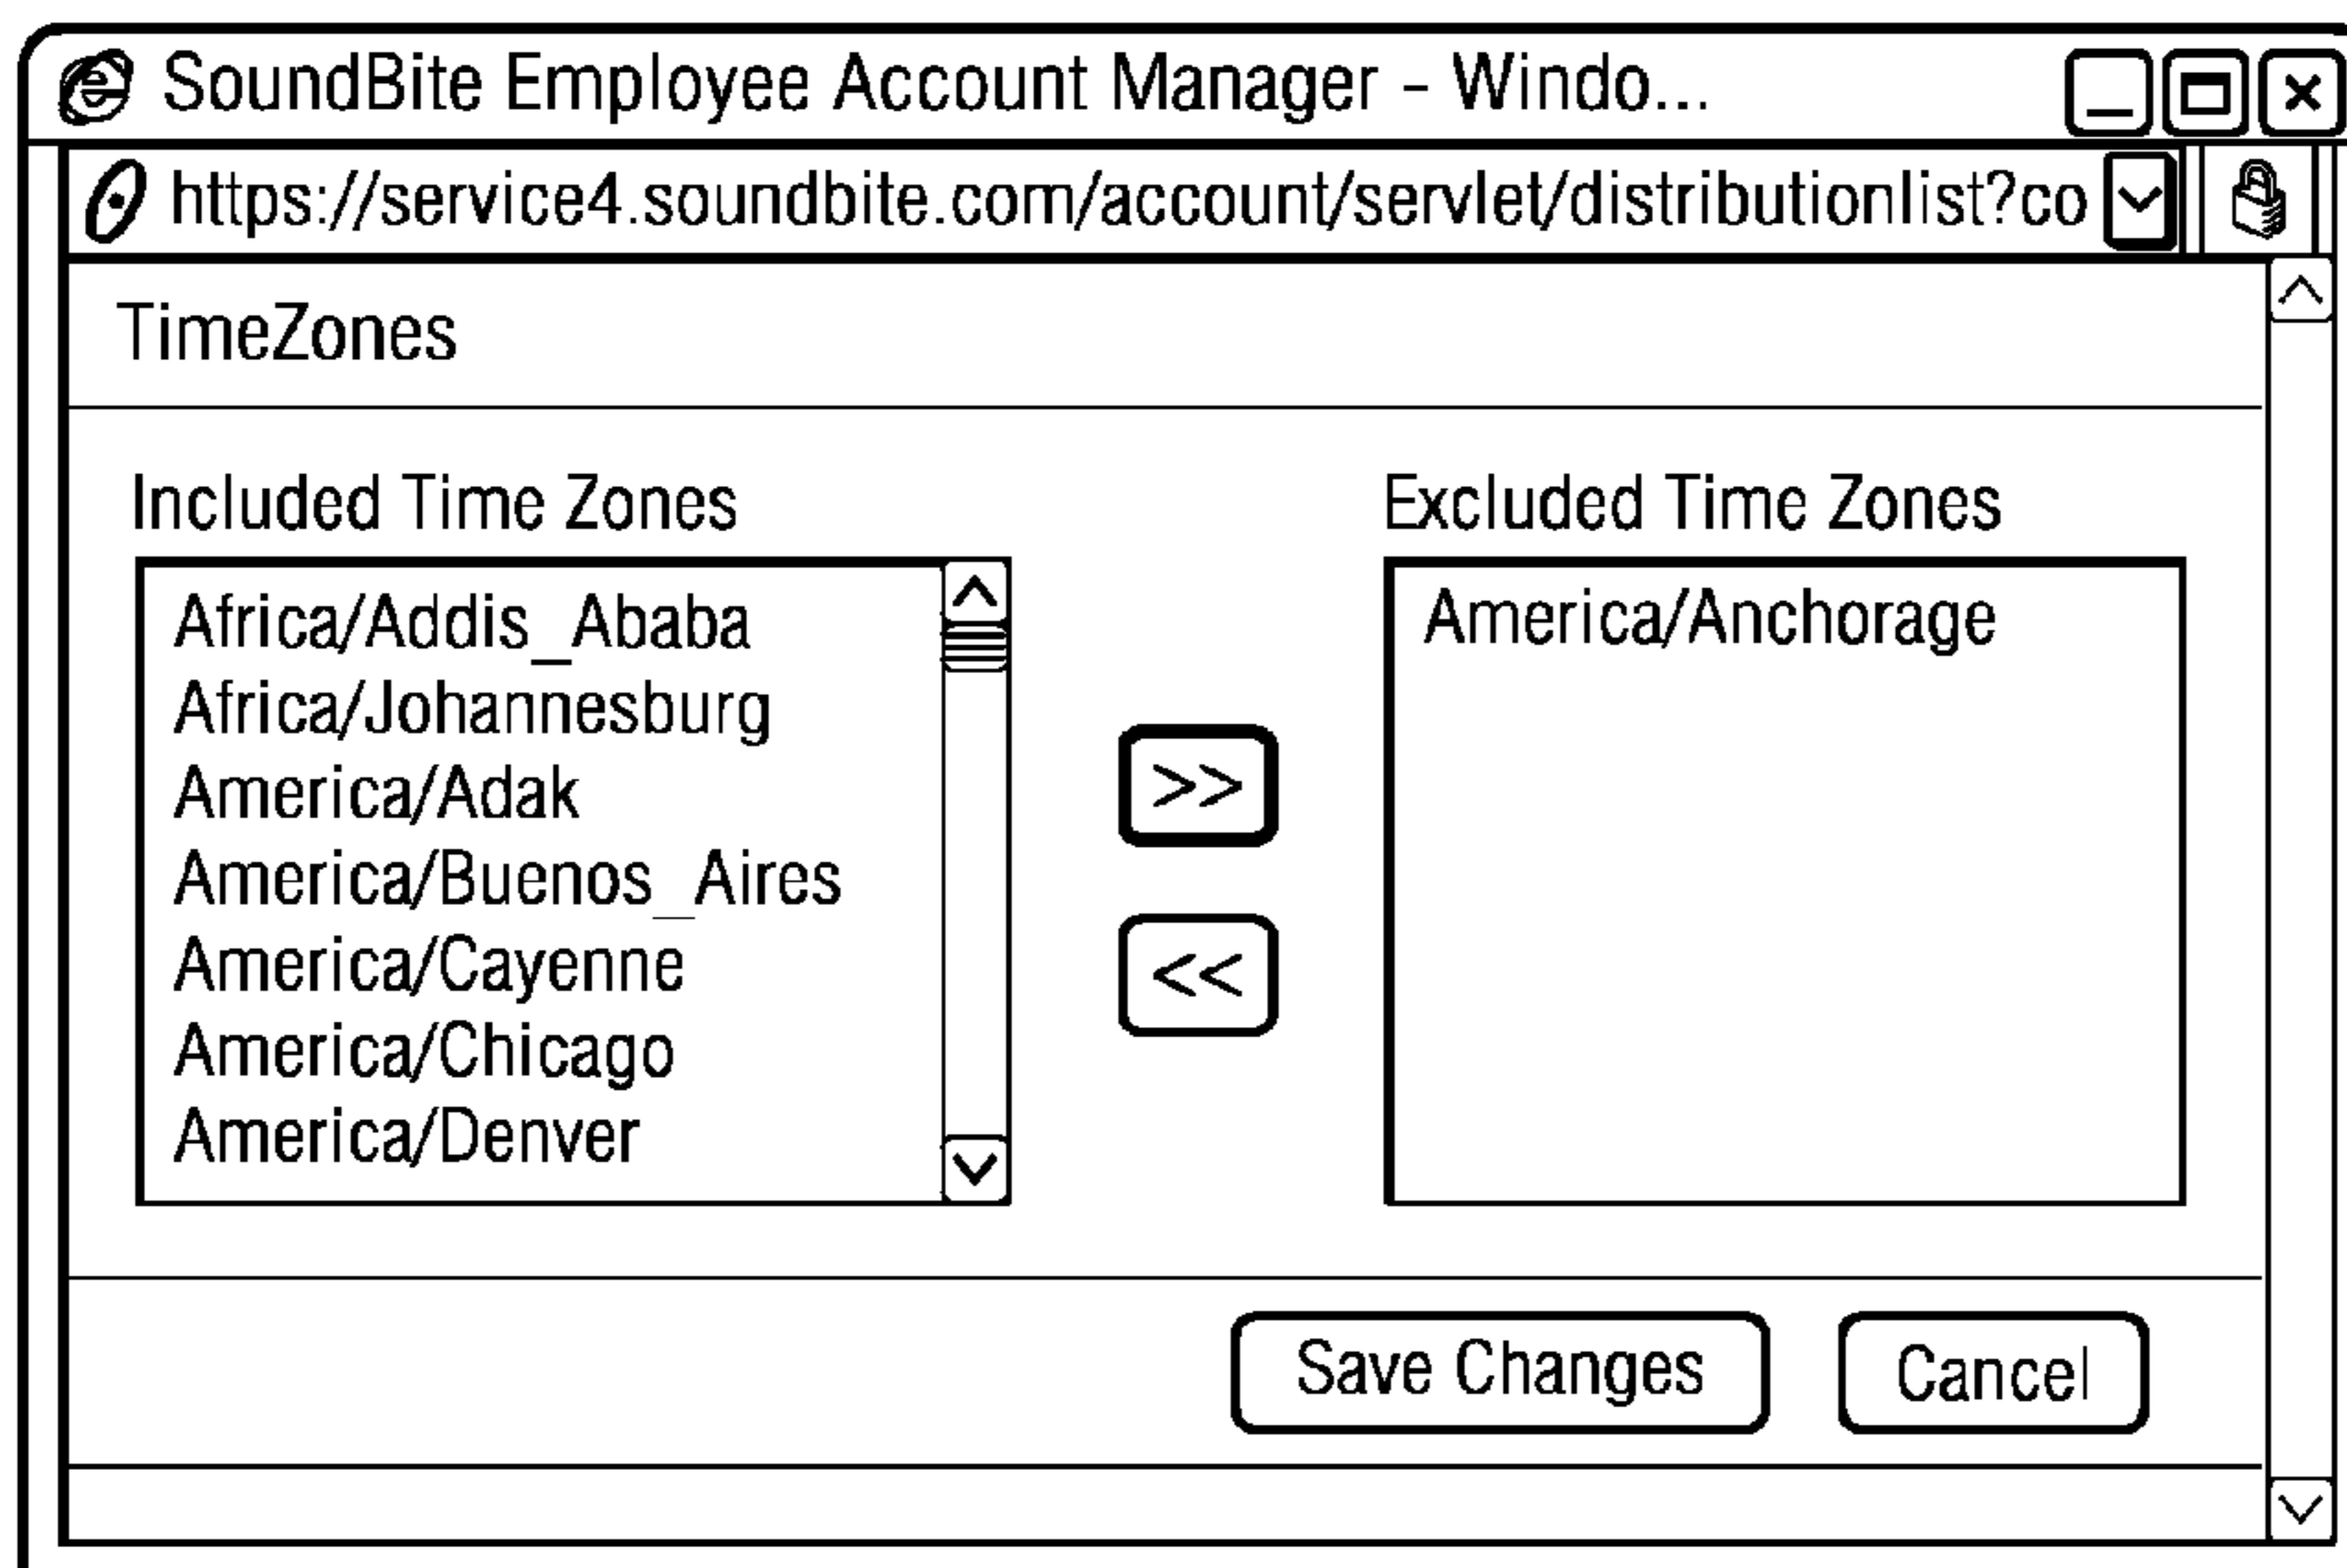 SoundBite Employee Account Manager - Windo...
https://service4.soundbite.com/account/servlet/distributionlist?co
TimeZones
Included Time Zones
Africa/Addis_Ababa
Africa/Johannesburg
America/Adak
America/Buenos_Aires
America/Cayenne
America/Chicago
America/Denver
>>
<<
Excluded Time Zones
America/Anchorage
Save Changes
Cancel